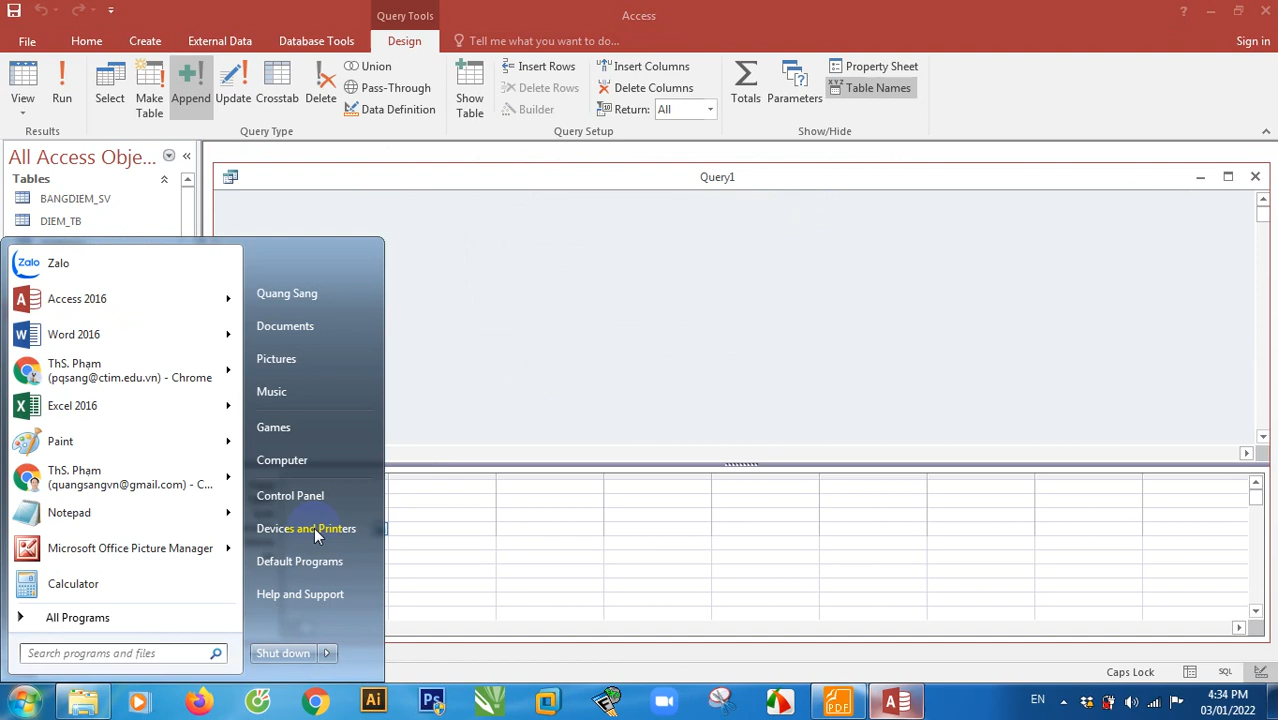 Query Tools
Access
File
Home
Create
External Data
Database Tools
Design
Tell me what you want to do...
Sign in
View
Run
Select
Make
Table
Append
Update
Crosstab
Delete
Union
Pass-Through
Data Definition
Show
Table
Insert Rows
Delete Rows
Builder
Insert Columns
Delete Columns
Return: All
Totals
Parameters
Property Sheet
Table Names
Results
Query Type
Query Setup
Show/Hide
All Access Obje...
Tables
BANGDIEM_SV
DIEM_TB
Query1
Zalo
Zalo
Access 2016
Word 2016
ThS. Phạm
(pqsang@ctim.edu.vn) - Chrome
Excel 2016
Paint
ThS. Phạm
(quangsangvn@gmail.com) - C...
Notepad
Microsoft Office Picture Manager
Calculator
All Programs
Search programs and files
Quang Sang
Documents
Pictures
Music
Games
Computer
Control Panel
Devices and Printers
Default Programs
Help and Support
Shut down
Caps Lock
SQL
Ai
Ps
PDF
EN
4:34 PM
03/01/2022